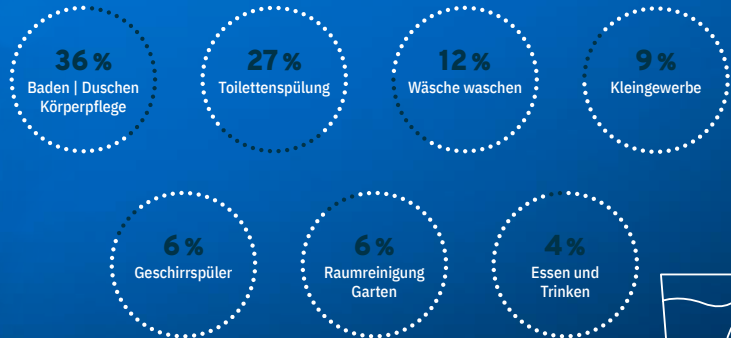 36 %
Baden | Duschen
Körperpflege
27 %
Toilettenspülung
12 %
Wäsche waschen
9 %
Kleingewerbe
6 %
Geschirrspüler
6 %
Raumreinigung
Garten
4 %
Essen und
Trinken